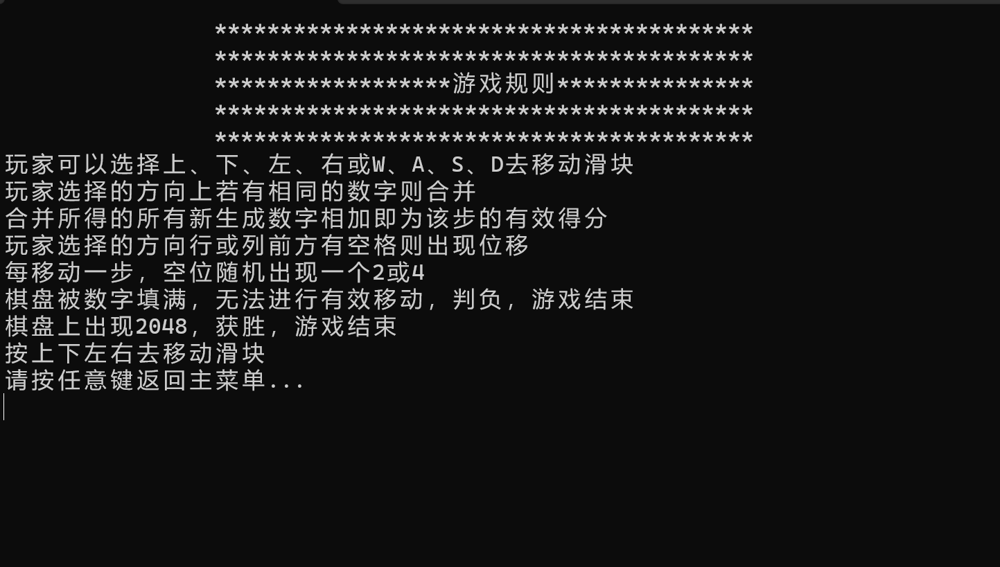 *****************************************
*****************************************
******************游戏规则***************
*****************************************
*****************************************
玩家可以选择上、下、左、右或W、A、S、D去移动滑块
玩家选择的方向上若有相同的数字则合并
合并所得的所有新生成数字相加即为该步的有效得分
玩家选择的方向行或列前方有空格则出现位移
每移动一步，空位随机出现一个2或4
棋盘被数字填满，无法进行有效移动，判负，游戏结束
棋盘上出现2048，获胜，游戏结束
按上下左右去移动滑块
请按任意键返回主菜单...